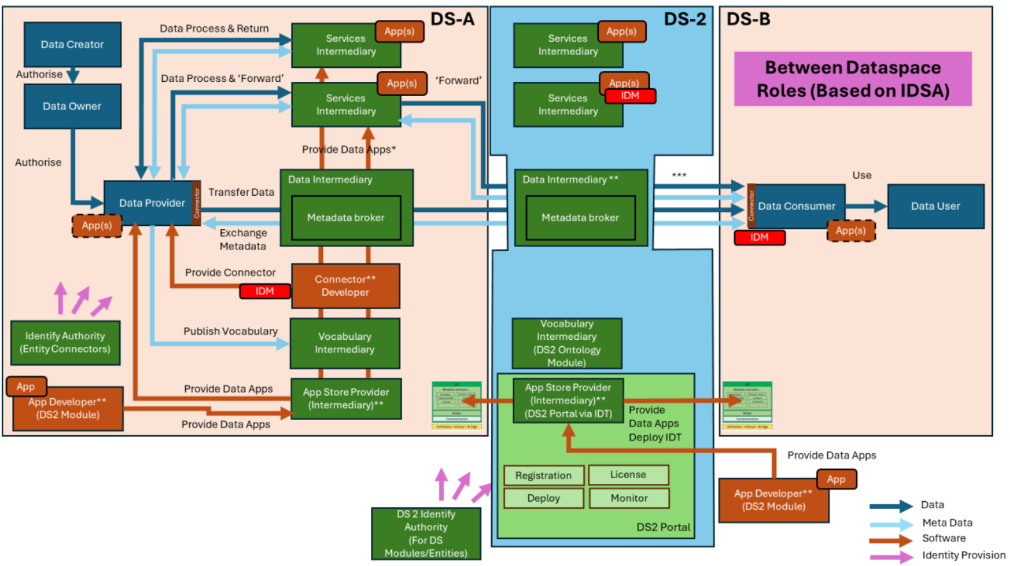 DS-A
DS-2
DS-B
Between Dataspace
Roles (Based on IDSA)
Data Creator
Authorise
Data Owner
Authorise
Data Process & Return
Data Process & ‘Forward’
Services
Intermediary
App(s)
Services
Intermediary
App(s)
‘Forward’
Services
Intermediary
App(s)
Services
Intermediary
App(s)
IDM
Provide Data Apps*
Data Provider
Connector
App(s)
Transfer Data
Exchange
Metadata
Data Intermediary
Metadata broker
Data Intermediary **
Metadata broker
***
Connector
Data Consumer
IDM
App(s)
Use
Data User
Provide Connector
IDM
Connector**
Developer
Identify Authority
(Entity Connectors)
Publish Vocabulary
Vocabulary
Intermediary
Vocabulary
Intermediary
(DS2 Ontology
Module)
App
App Developer**
(DS2 Module)
Provide Data Apps
Provide Data Apps
App Store Provider
(Intermediary)**
App Store Provider
(Intermediary)**
(DS2 Portal via IDT)
Provide
Data Apps
Deploy IDT
Registration
License
Deploy
Monitor
DS2 Portal
Provide Data Apps
App
App Developer**
(DS2 Module)
DS 2 Identify
Authority
(For DS
Modules/Entities)
Data
Meta Data
Software
Identity Provision